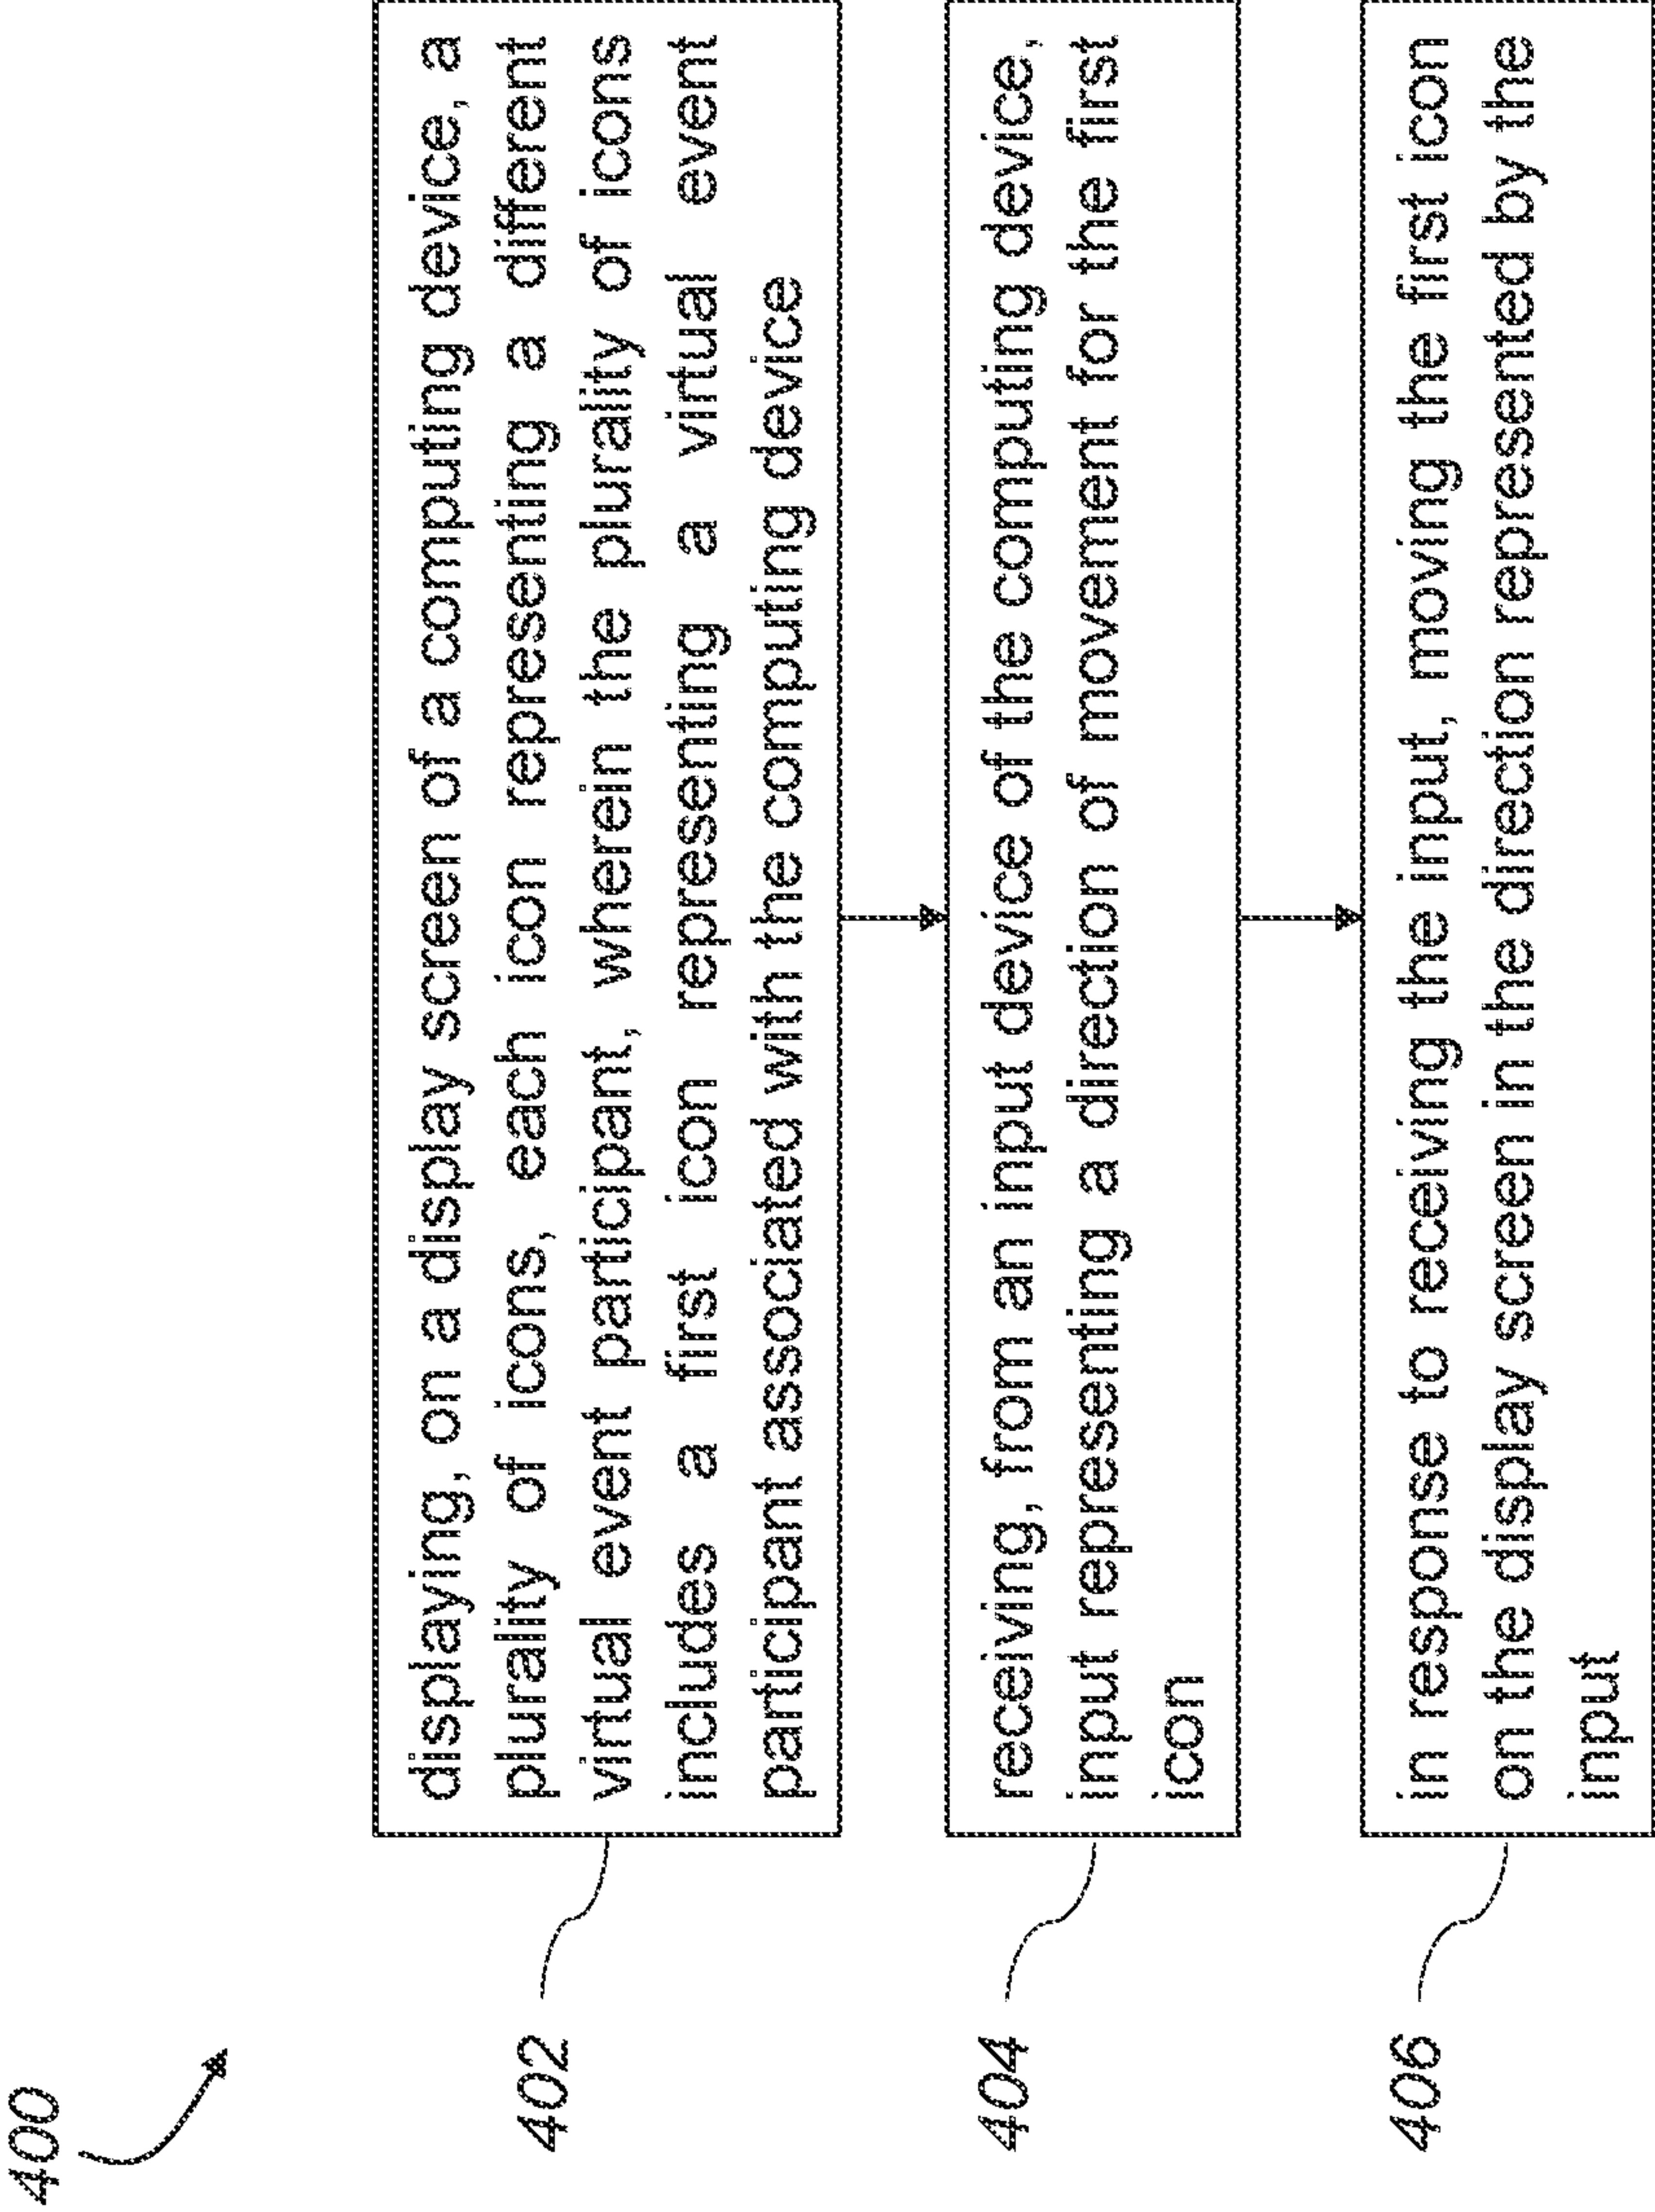 400
402
displaying, on a display screen of a computing device, a
plurality of icons, each icon representing a different
virtual event participant, wherein the plurality of icons
includes a first icon representing a virtual event
participant associated with the computing device
404
receiving, from an input device of the computing device,
input representing a direction of movement for the first
icon
406
in response to receiving the input, moving the first icon
on the display screen in the direction represented by the
input